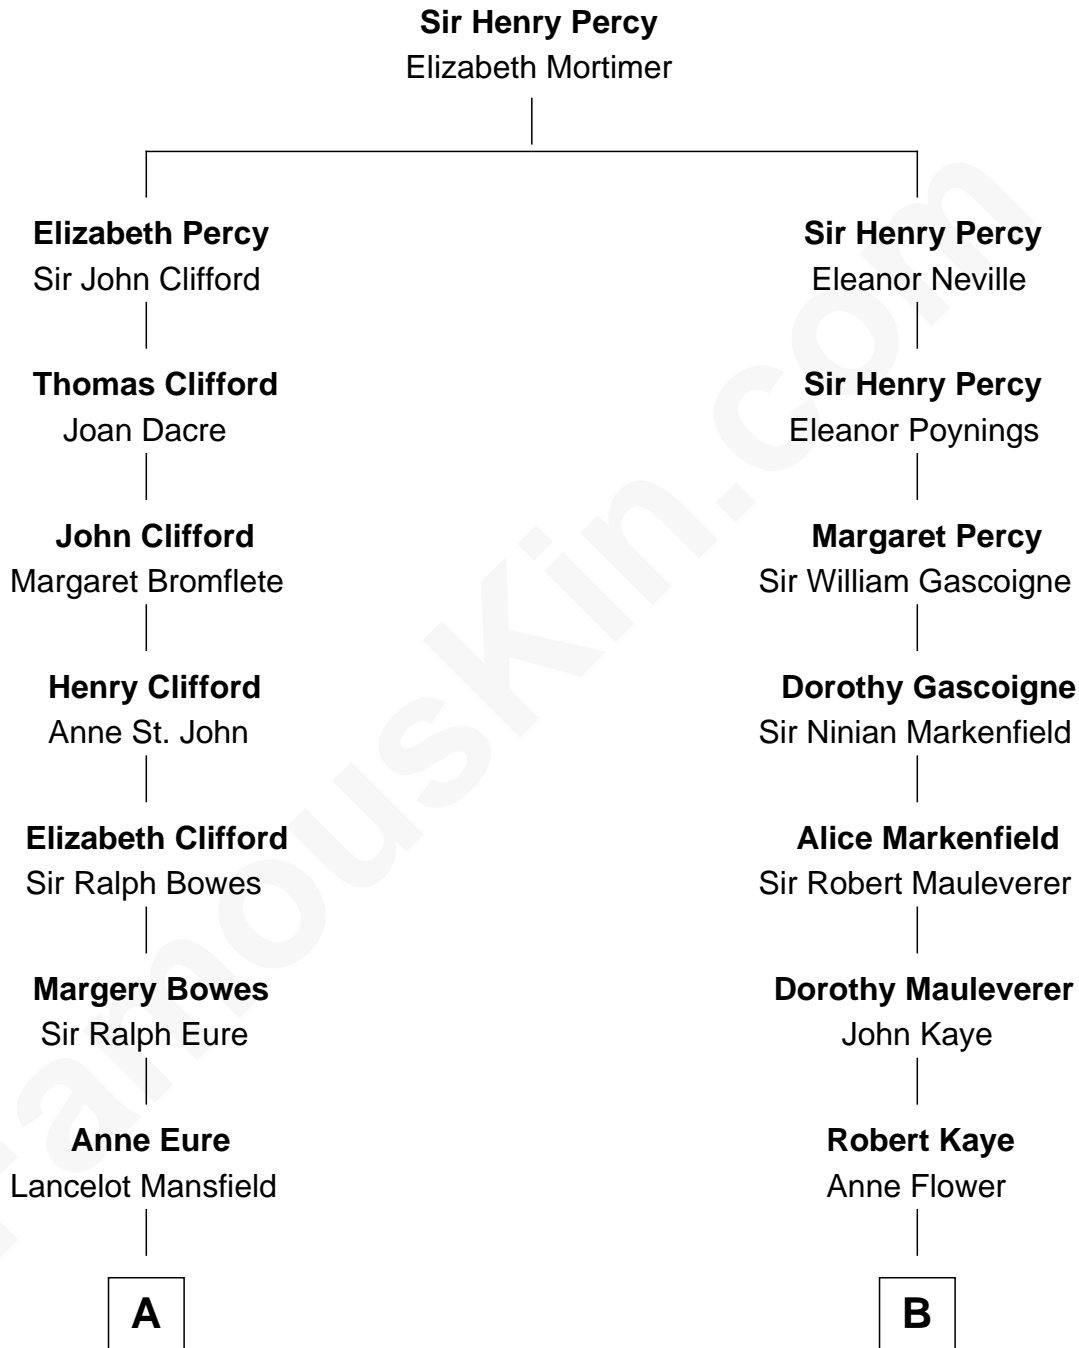 Sir Henry Percy
Elizabeth Mortimer
Elizabeth Percy
Sir John Clifford
Sir Henry Percy
Eleanor Neville
Thomas Clifford
Joan Dacre
Sir Henry Percy
Eleanor Poynings
John Clifford
Margaret Bromflete
Margaret Percy
Sir William Gascoigne
Henry Clifford
Anne St. John
Dorothy Gascoigne
Sir Ninian Markenfield
Elizabeth Clifford
Sir Ralph Bowes
Alice Markenfield
Sir Robert Mauleverer
Margery Bowes
Sir Ralph Eure
Dorothy Mauleverer
John Kaye
Anne Eure
Lancelot Mansfield
Robert Kaye
Anne Flower
A
B
FamousKin.com